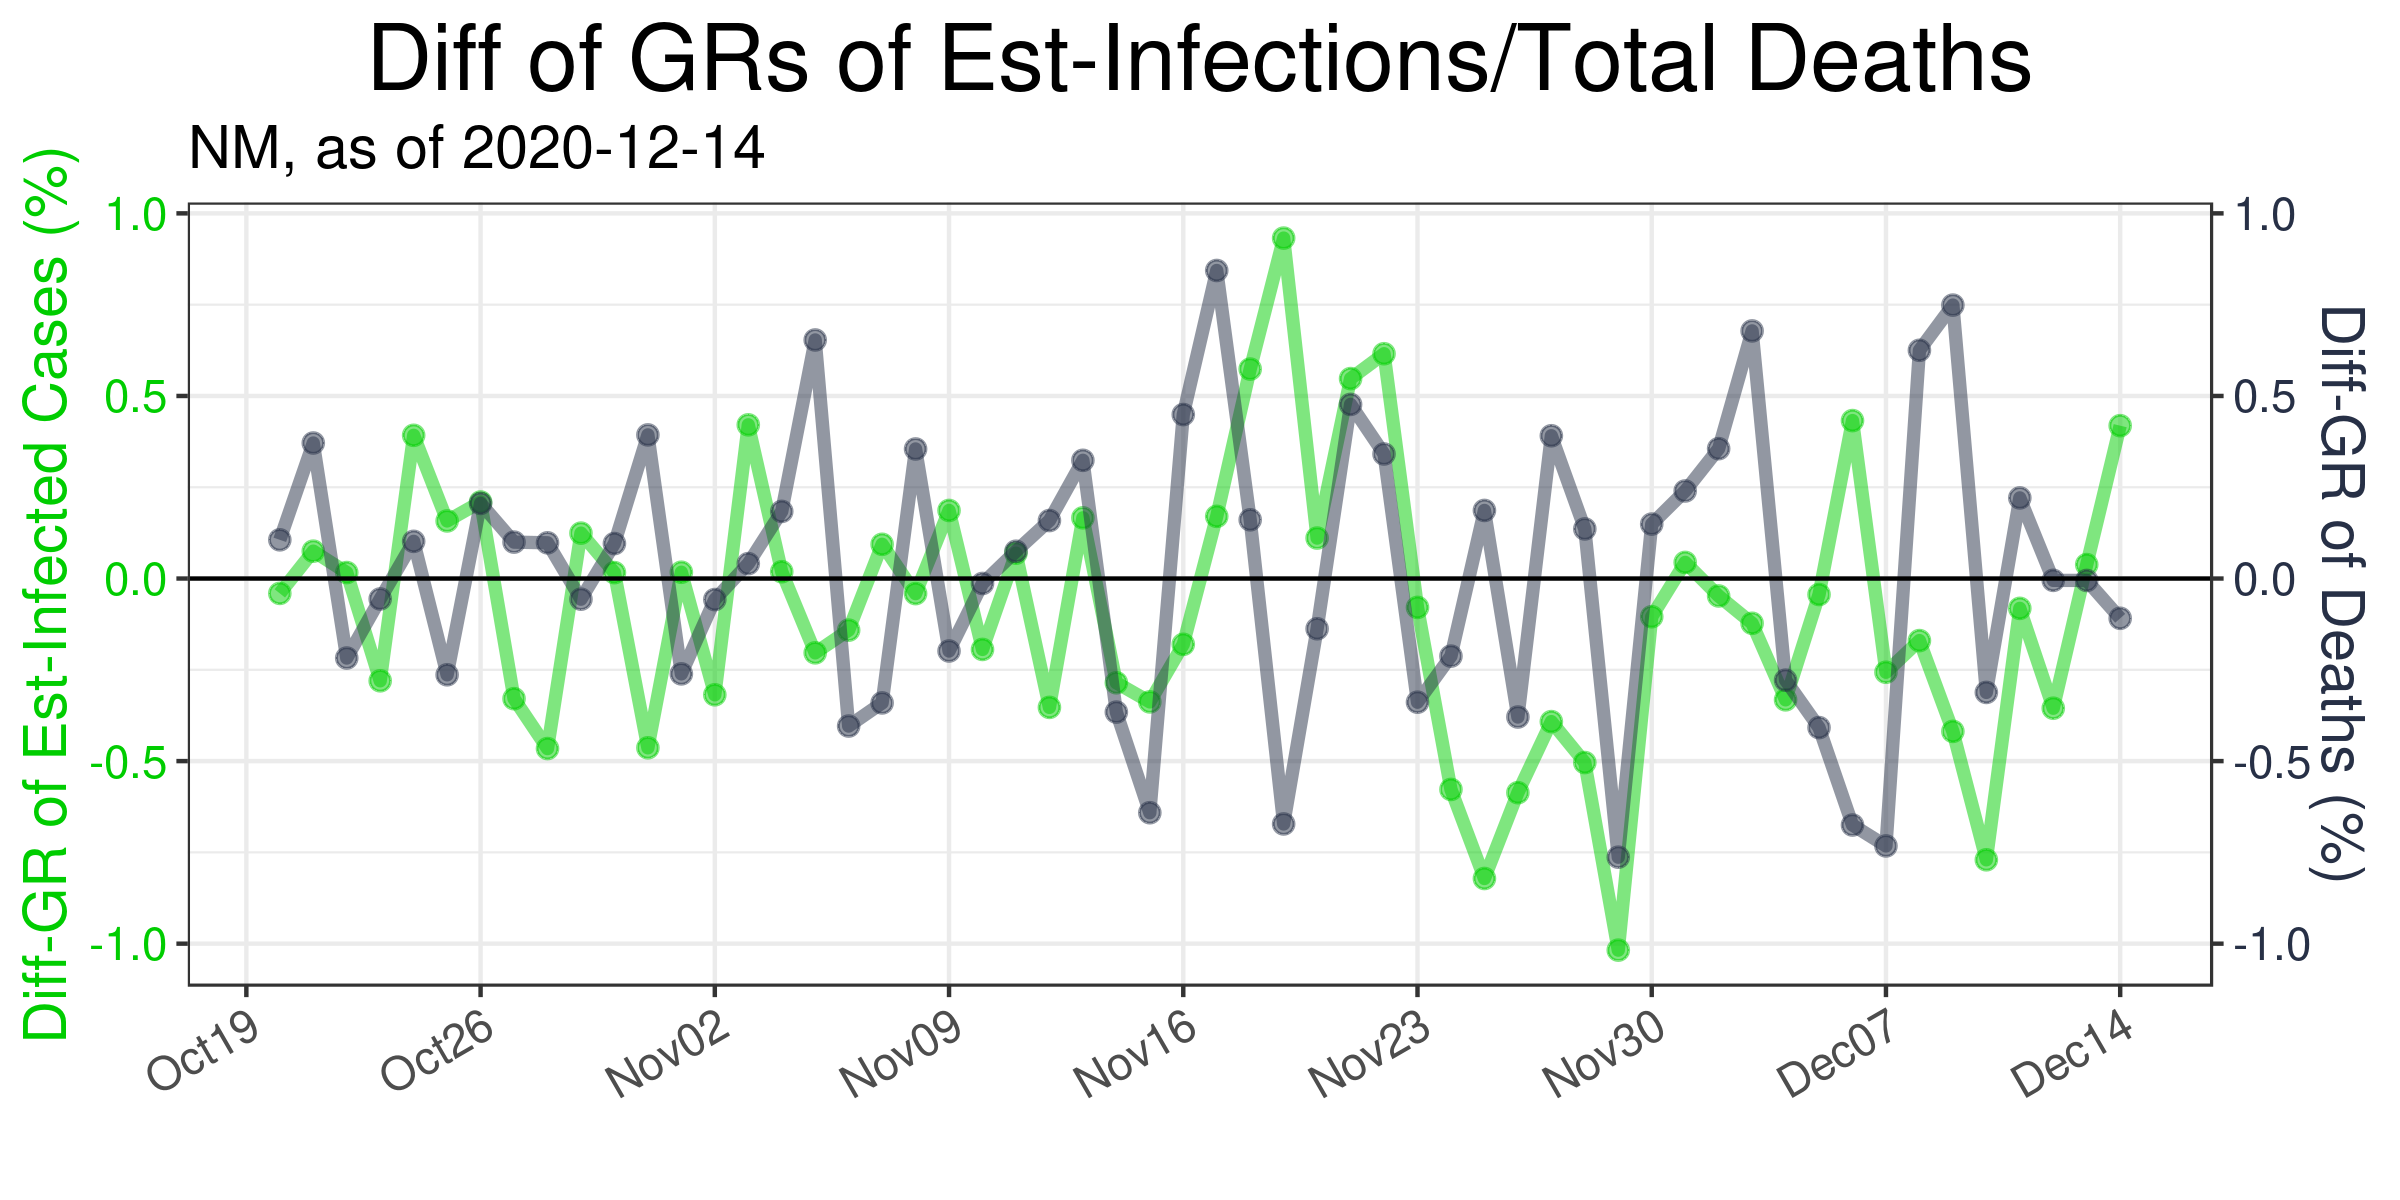 Diff of GRs of Est-Infections/Total Deaths
NM, as of 2020-12-14
Diff-GR of Est-Infected Cases (%)
1.0
0.5
0.0
-0.5
-1.0
1.0
0.5
0.0
-0.5
-1.0
Diff-GR of Deaths (%)
Oct19
Oct26
Nov02
Nov09
Nov16
Nov23
Nov30
Dec07
Dec14